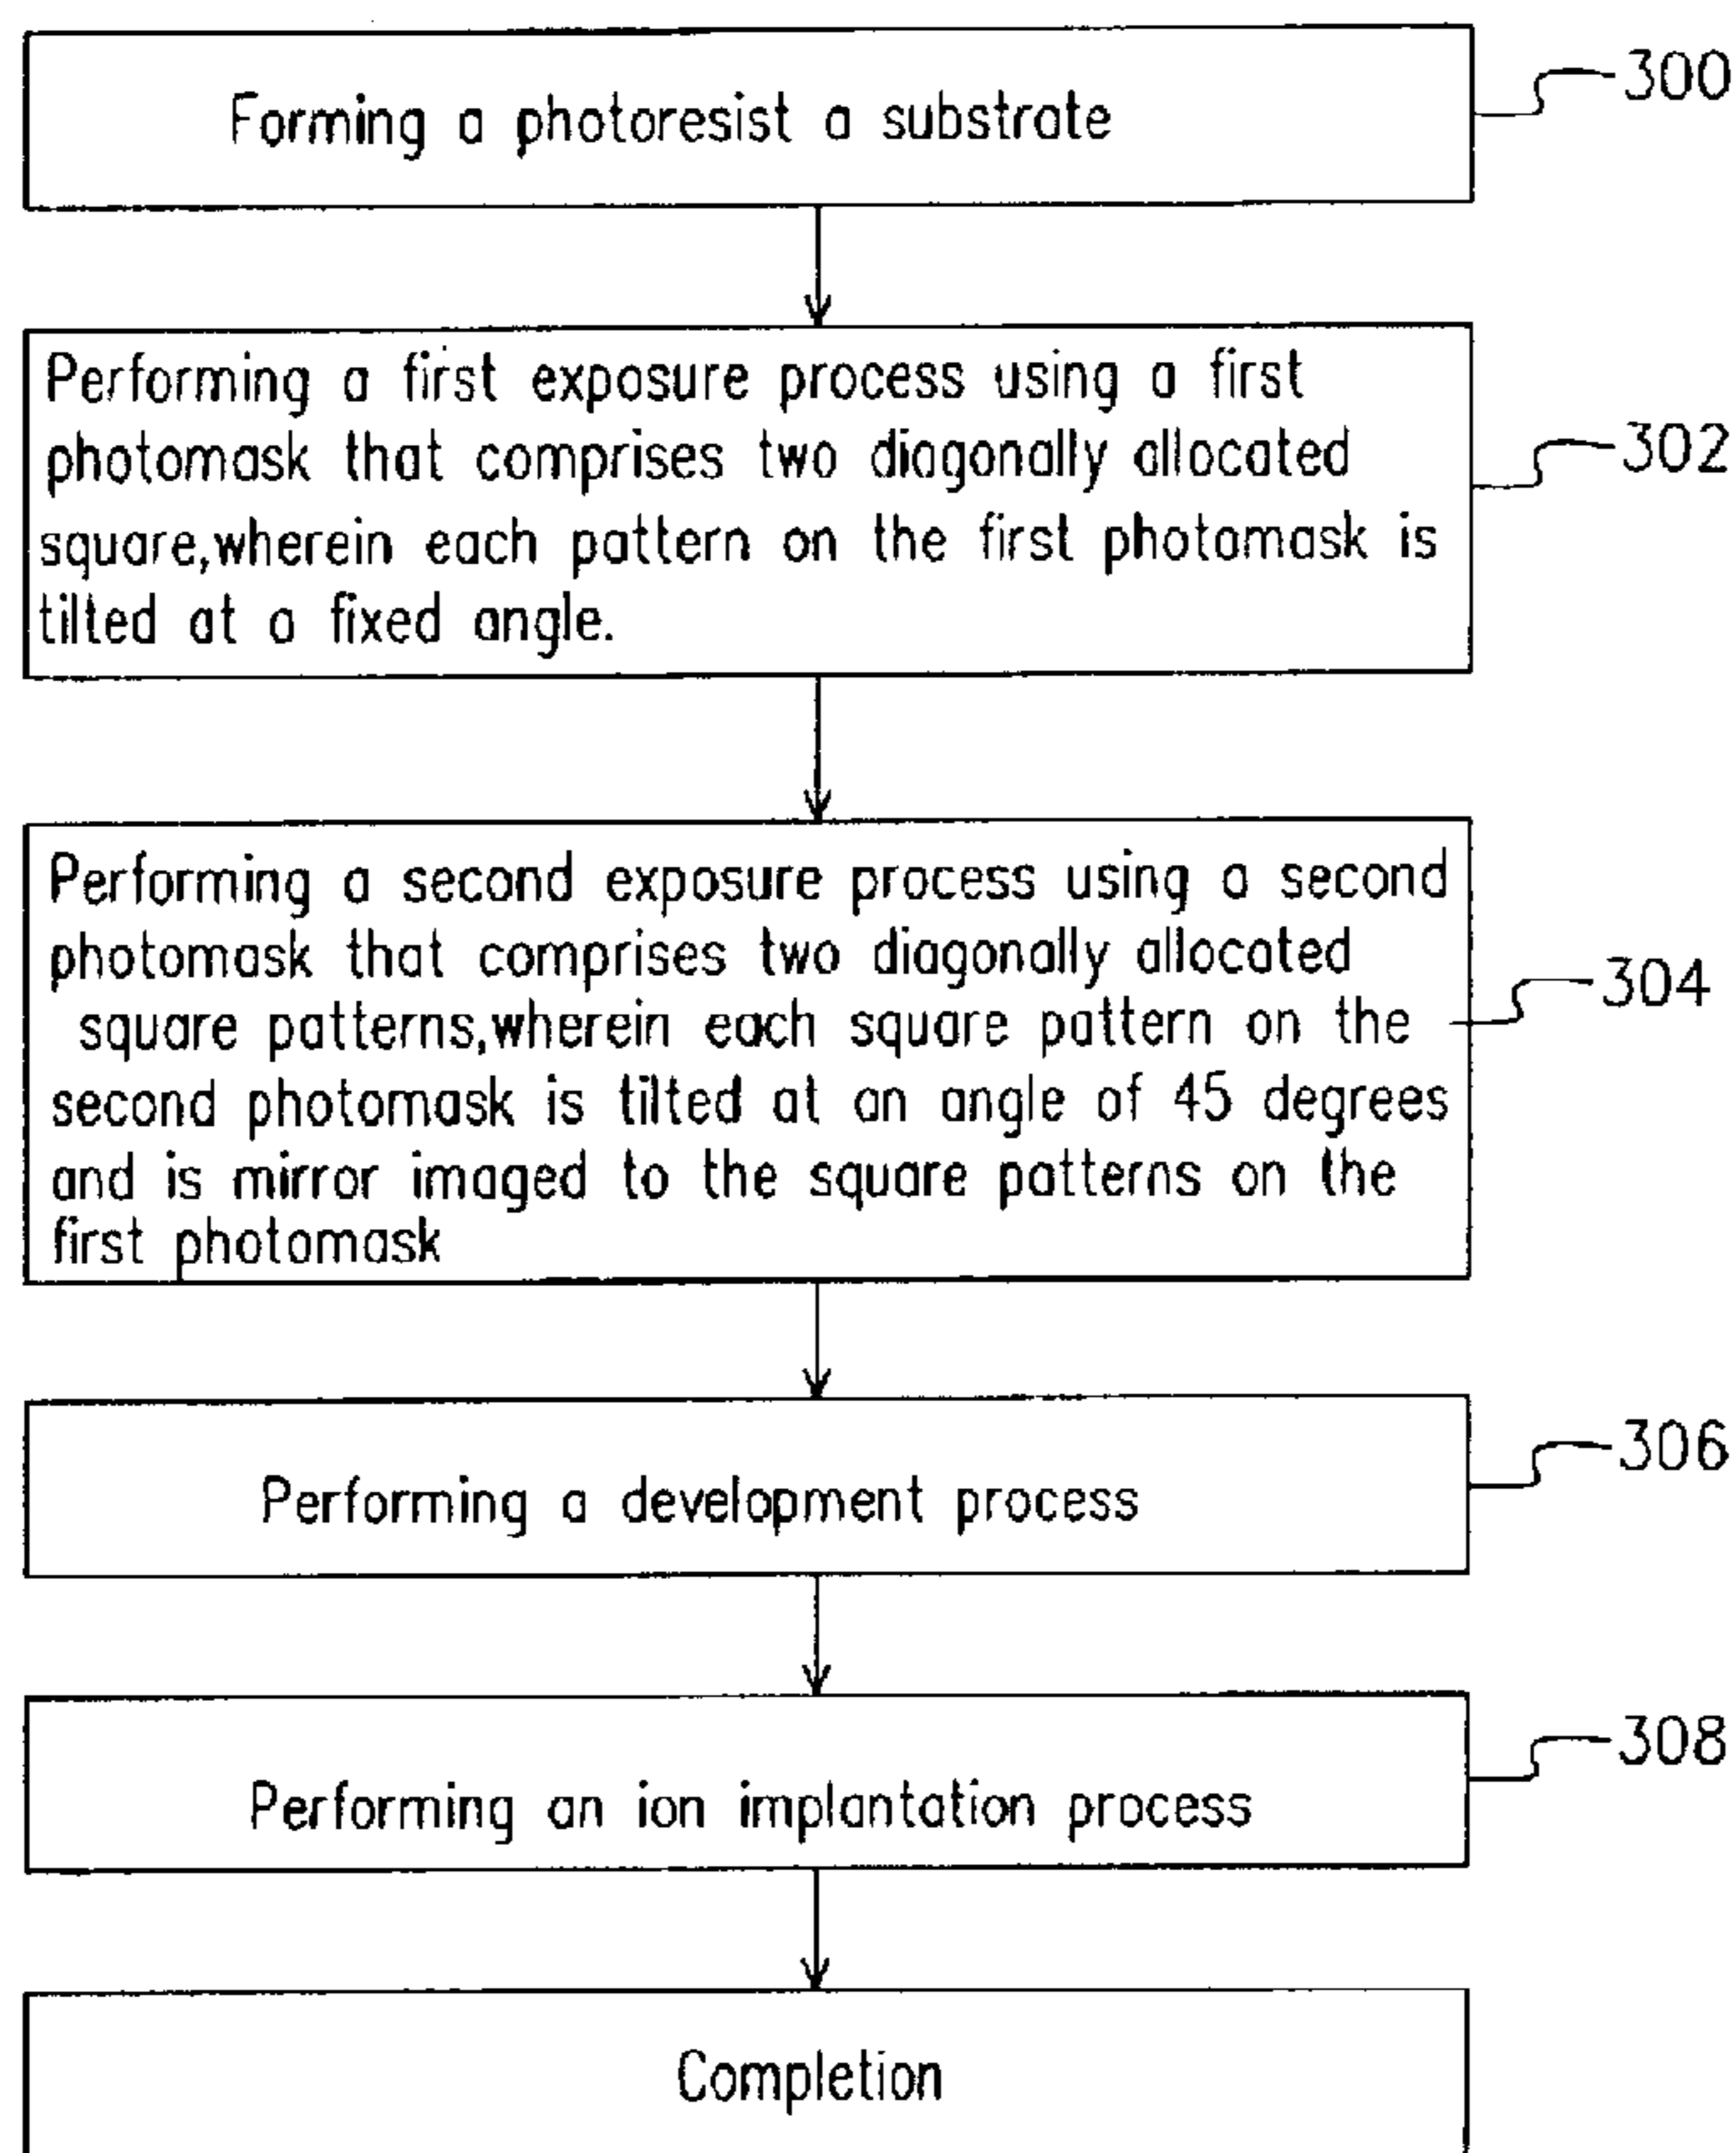 Forming a photoresist a substrate
300
Performing a first exposure process using a first
photomask that comprises two diagonally allocated
square,wherein each pattern on the first photomask is
tilted at a fixed angle.
302
Performing a second exposure process using a second
photomask that comprises two diagonally allocated
square patterns,wherein each square pattern on the
second photomask is tilted at an angle of 45 degrees
and is mirror imaged to the square patterns on the
first photomask
304
Performing a development process
306
Performing an ion implantation process
308
Completion